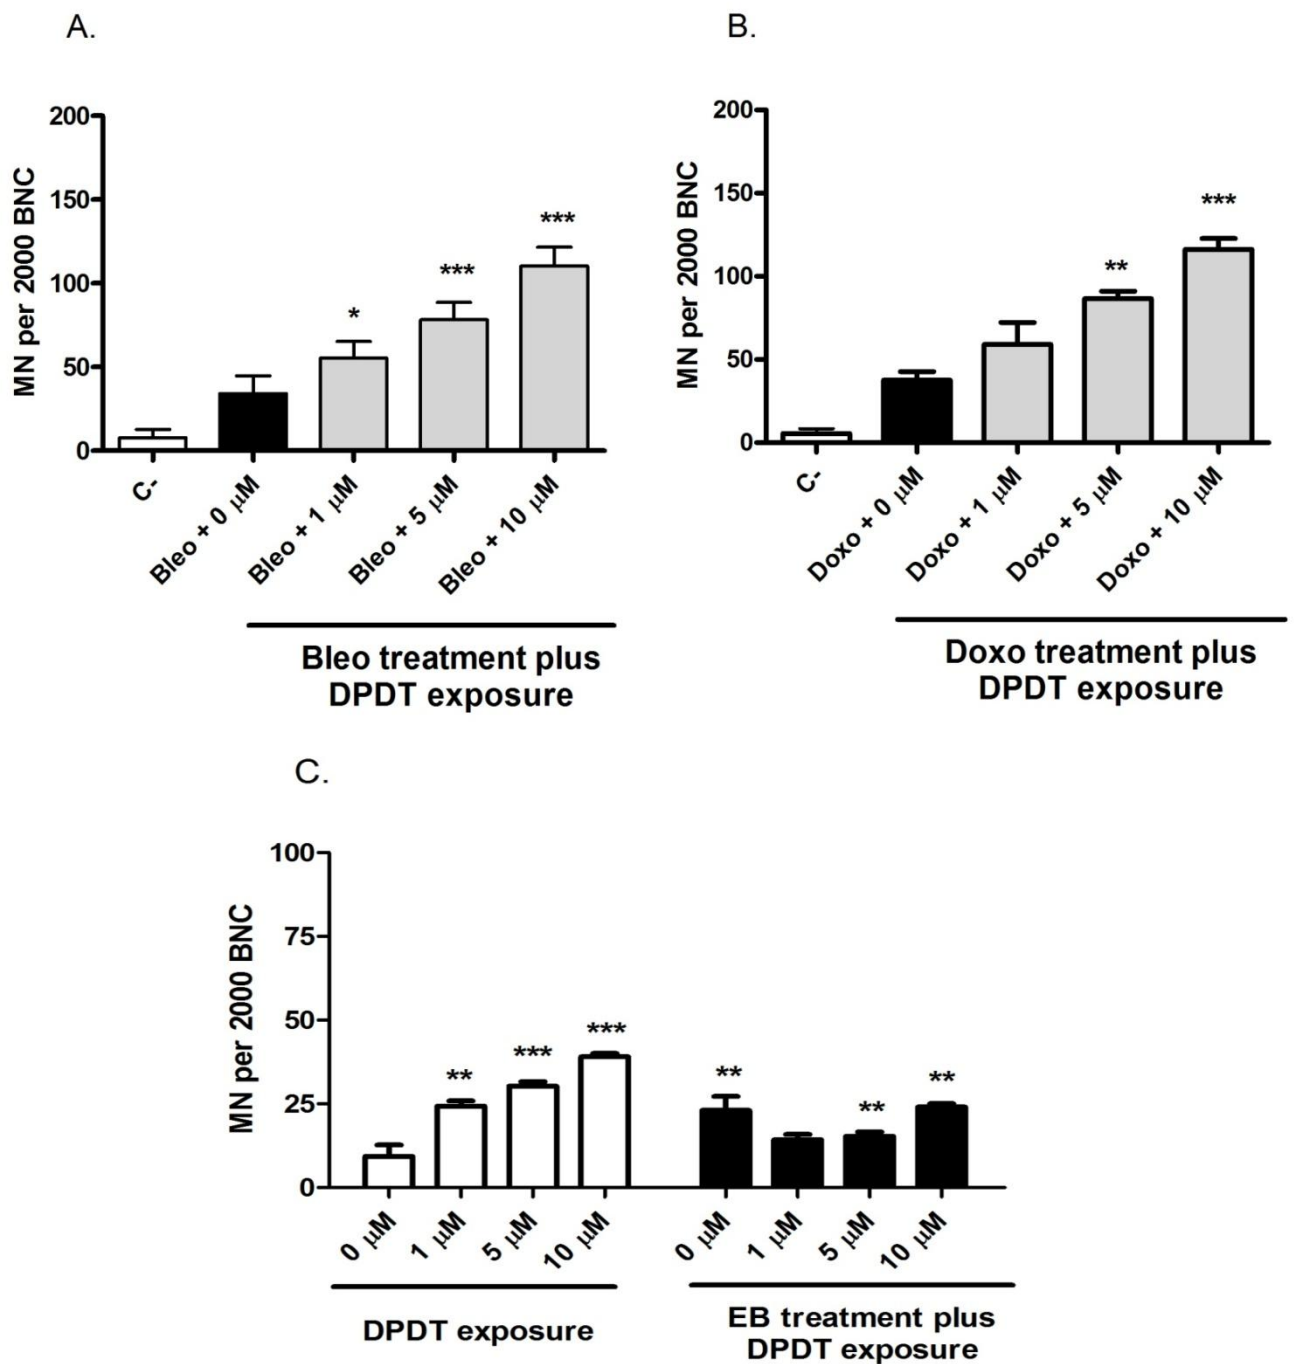 A.
MN per 2000 BNC
200
150
100
50
0
***
***
*
C-
Bleo + 0 μM
Bleo + 1 μM
Bleo + 5 μM
Bleo + 10 μM
Bleo treatment plus
DPDT exposure
B.
MN per 2000 BNC
200
150
100
50
0
***
**
C-
Doxo + 0 μM
Doxo + 1 μM
Doxo + 5 μM
Doxo + 10 μM
Doxo treatment plus
DPDT exposure
C.
MN per 2000 BNC
100
75
50
25
0
**
***
***
**
**
**
0 μM
1 μM
5 μM
10 μM
0 μM
1 μM
5 μM
10 μM
DPDT exposure
EB treatment plus
DPDT exposure